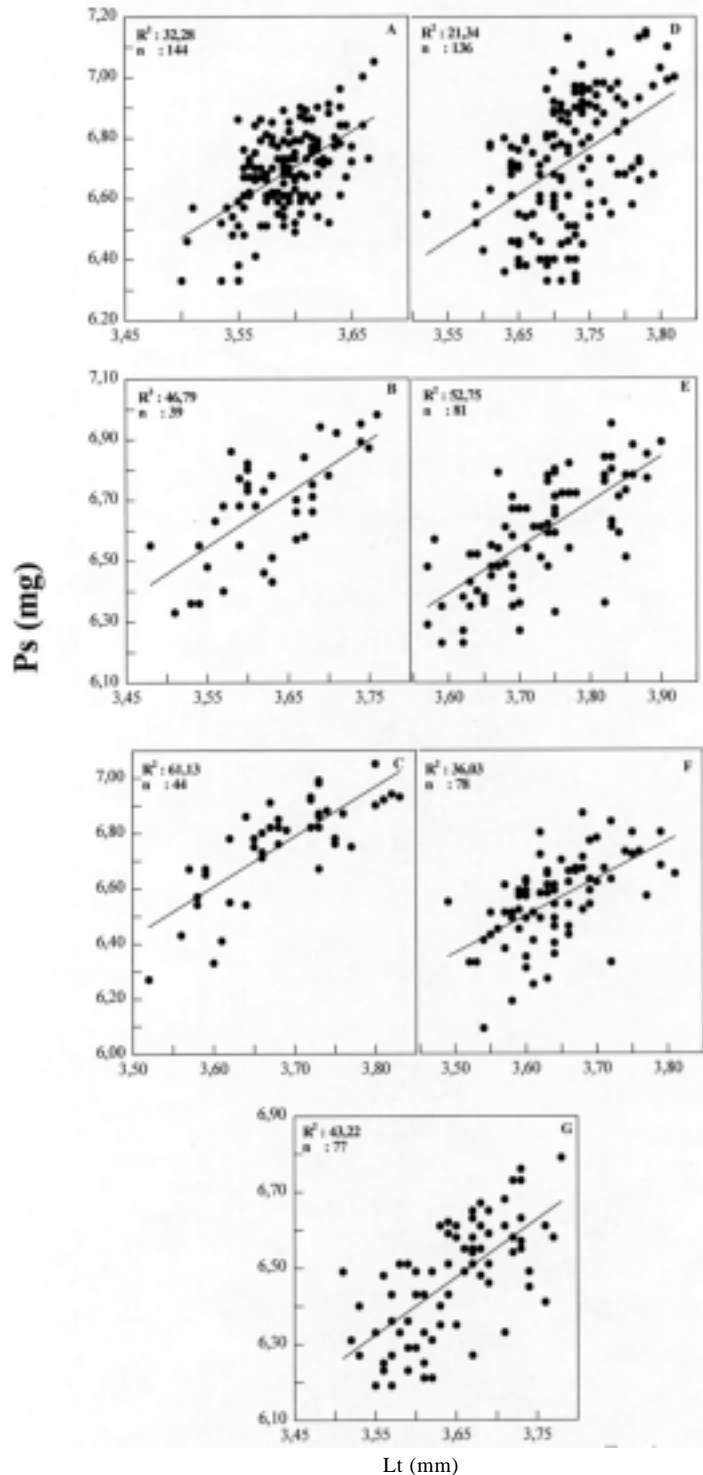 7,20
7,00
6,80
6,60
6,40
6,20
R² : 32,28
n : 144
A
3,45
3,55
3,65
R² : 21,34
n : 136
D
3,55
3,65
3,75
3,80
7,10
6,90
6,70
6,50
6,30
6,10
R² : 46,79
n : 39
B
3,45
3,55
3,65
3,75
R² : 52,75
n : 81
E
3,60
3,70
3,80
3,90
Ps (mg)
7,00
6,80
6,60
6,40
6,20
6,00
R² : 61,13
n : 44
C
3,50
3,60
3,70
3,80
R² : 36,03
n : 78
F
3,50
3,60
3,70
3,80
6,90
6,70
6,50
6,30
6,10
R² : 43,22
n : 77
G
3,45
3,55
3,65
3,75
Lt (mm)